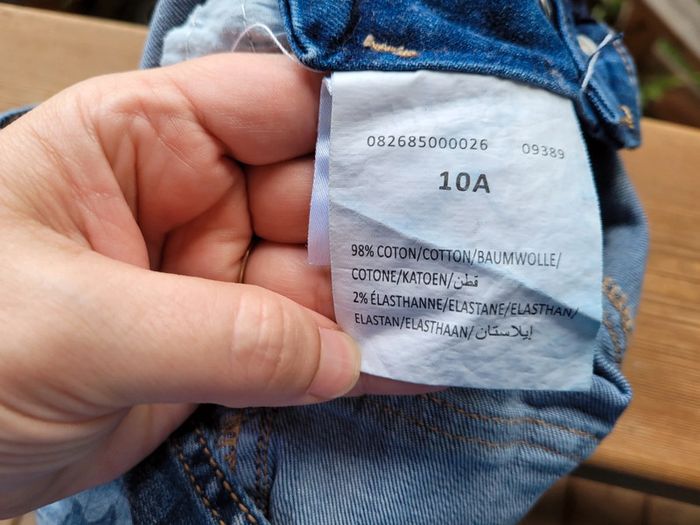 082685000026 09389
10A
98% COTON/COTTON/BAUMWOLLE/
COTONE/KATOEN/قطن
2% ÉLASTHANNE/ELASTANE/ELASTHAN/
ELASTAN/ELASTHAAN/إيلاستان